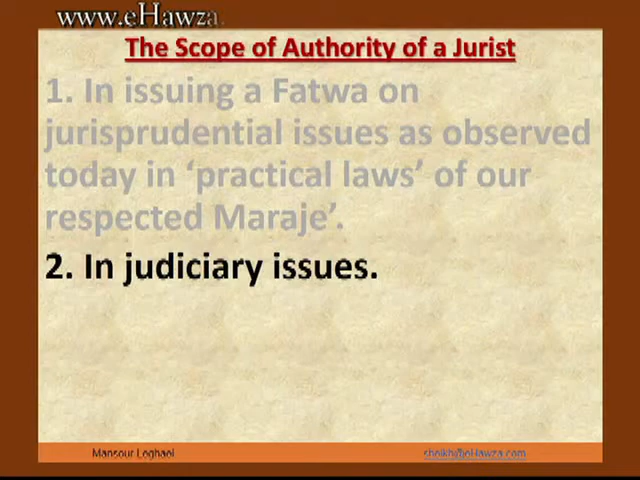 www.eHawza.
The Scope of Authority of a Jurist
1. In issuing a Fatwa on
jurisprudential issues as observed
today in ‘practical laws’ of our
respected Maraje’.
2. In judiciary issues.
Mansour Leghaei sheikh@eHawza.com